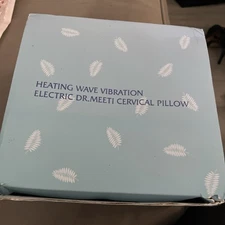 HEATING WAVE VIBRATION
ELECTRIC DR.MEETI CERVICAL PILLOW